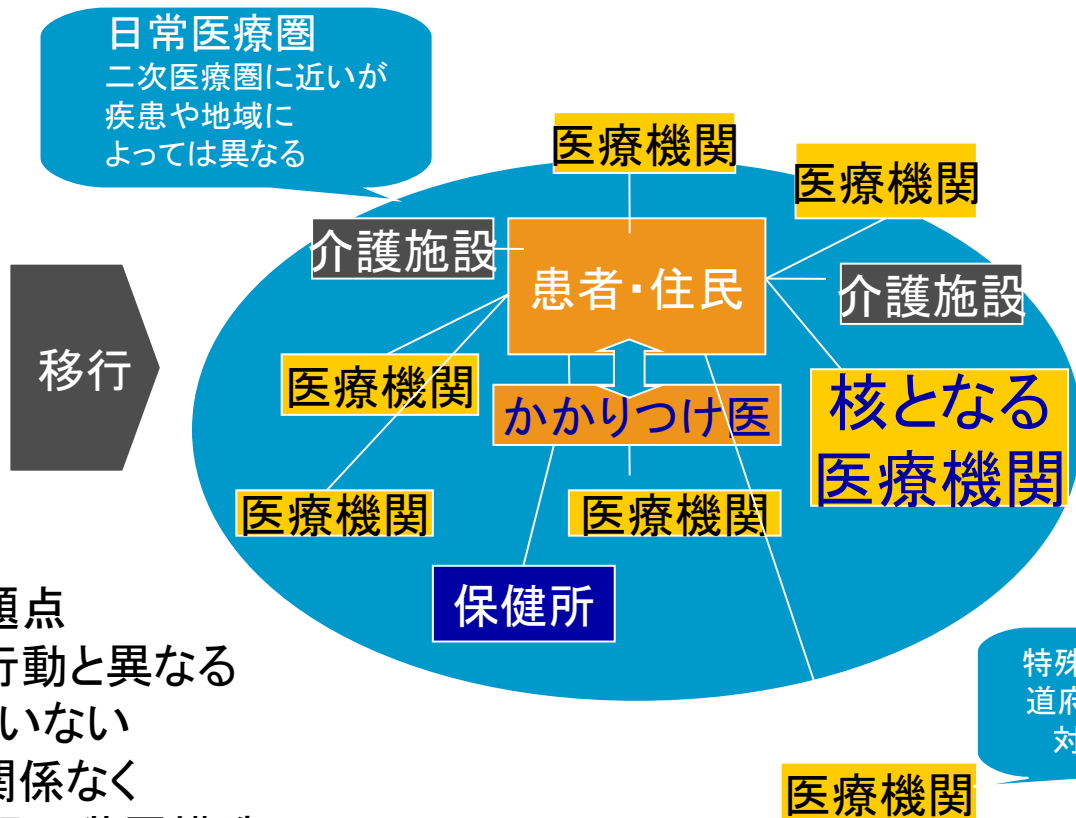 日常医療圏
二次医療圏に近いが
疾患や地域に
よっては異なる
医療機関
医療機関
介護施設
患者・住民
介護施設
移行
医療機関
かかりつけ医
核となる
医療機関
医療機関
医療機関
保健所
題点
行動と異なる
いない
関係なく
特殊
道府
対
医療機関